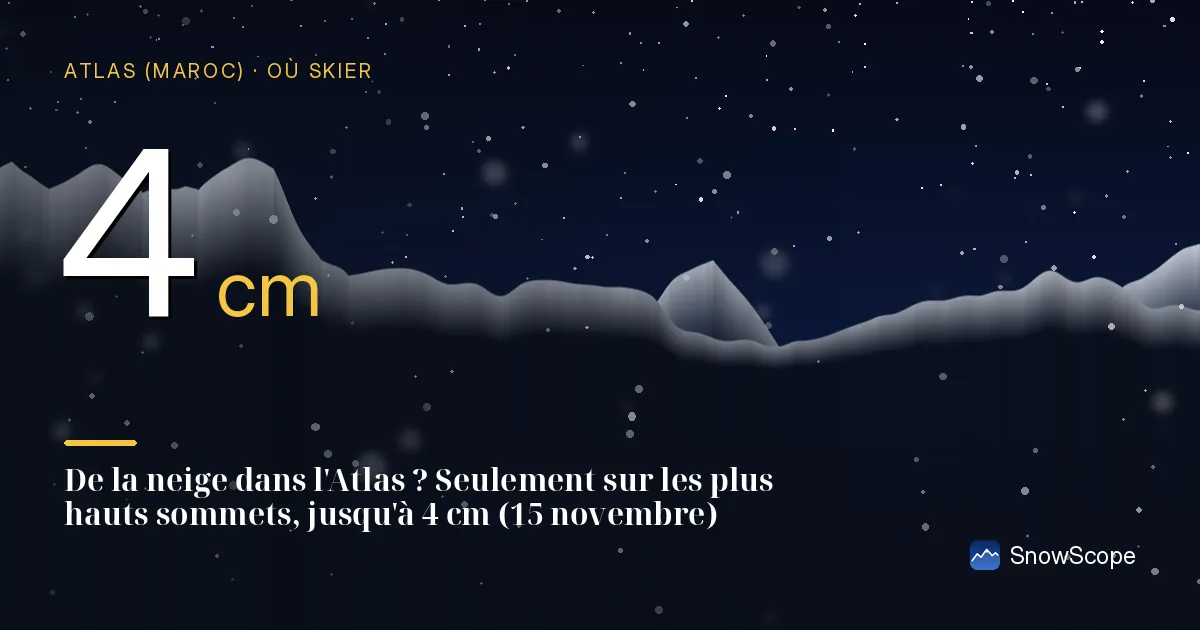 ATLAS (MAROC) · OÙ SKIER
4 cm
De la neige dans l'Atlas ? Seulement sur les plus
hauts sommets, jusqu'à 4 cm (15 novembre)
SnowScope